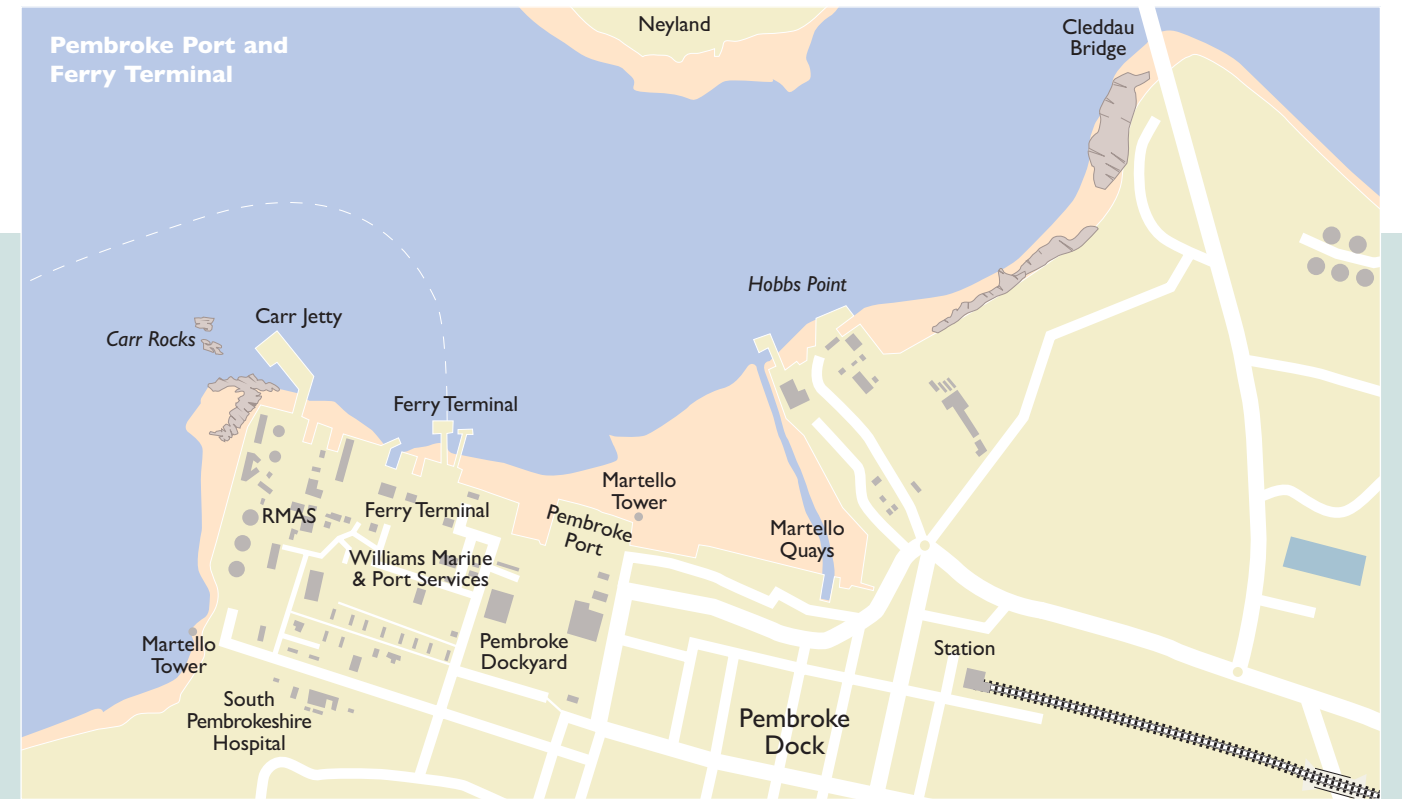 Pembroke Port and
Ferry Terminal
Neyland
Cleddau
Bridge
Hobbs Point
Carr Jetty
Carr Rocks
Ferry Terminal
Martello
Tower
RMAS
Ferry Terminal
Pembroke
Port
Martello
Quays
Williams Marine
& Port Services
Martello
Tower
Pembroke
Dockyard
Station
South
Pembrokeshire
Hospital
Pembroke
Dock